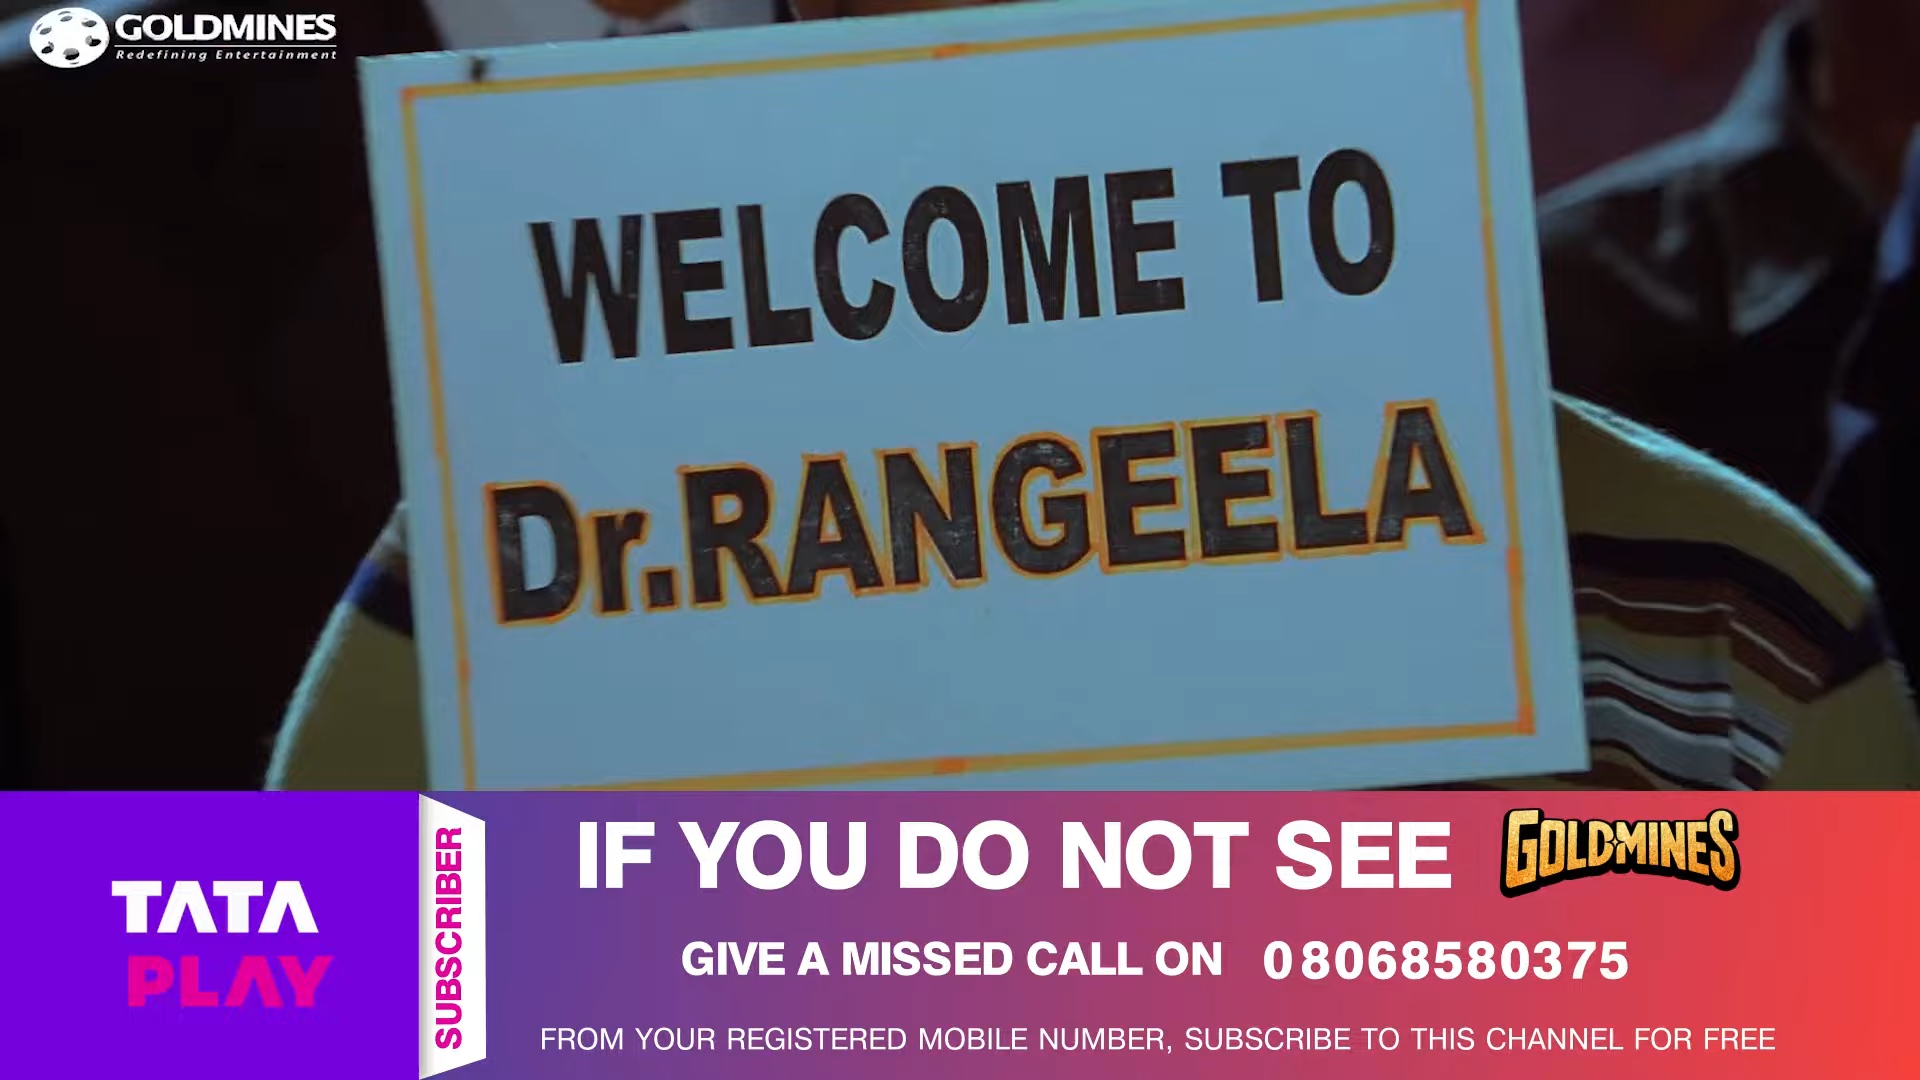 GOLDMINES
Redefining Entertainment
WELCOME TO
Dr.RANGEELA
TATA
PLAY
SUBSCRIBER
IF YOU DO NOT SEE GOLDMINES
GIVE A MISSED CALL ON 08068580375
FROM YOUR REGISTERED MOBILE NUMBER, SUBSCRIBE TO THIS CHANNEL FOR FREE